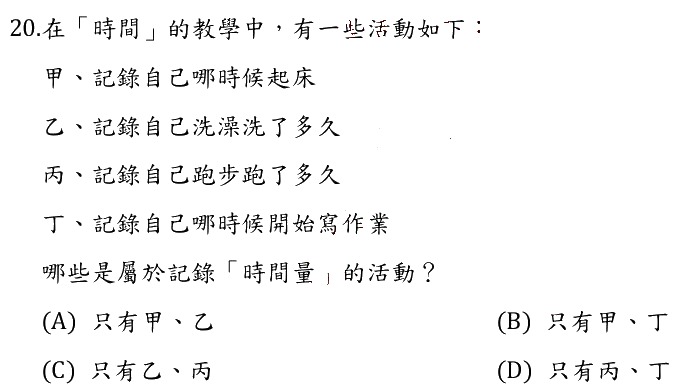 20.在「時間」的教學中，有一些活動如下：
甲、記錄自己哪時候起床
乙、記錄自己洗澡洗了多久
丙、記錄自己跑步跑了多久
丁、記錄自己哪時候開始寫作業
哪些是屬於記錄「時間量」的活動？
(A) 只有甲、乙 (B) 只有甲、丁
(C) 只有乙、丙 (D) 只有丙、丁